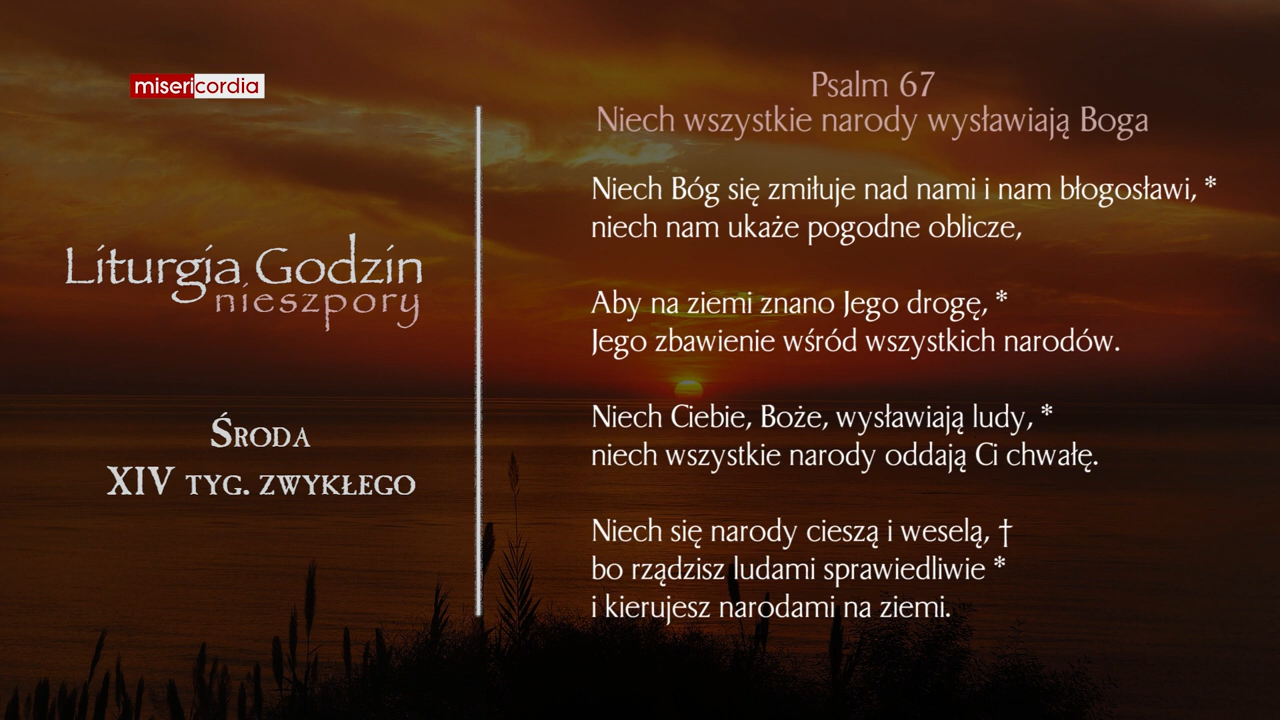 misericordia
Liturgia Godzin
nieszpory
Środa
XIV tyg. zwykłego
Psalm 67
Niech wszystkie narody wysławiają Boga
Niech Bóg się zmiłuje nad nami i nam błogosławi, *
niech nam ukaże pogodne oblicze,
Aby na ziemi znano Jego drogę, *
Jego zbawienie wśród wszystkich narodów.
Niech Ciebie, Boże, wysławiają ludy, *
niech wszystkie narody oddają Ci chwałę.
Niech się narody cieszą i weselą, †
bo rządzisz ludami sprawiedliwie *
i kierujesz narodami na ziemi.